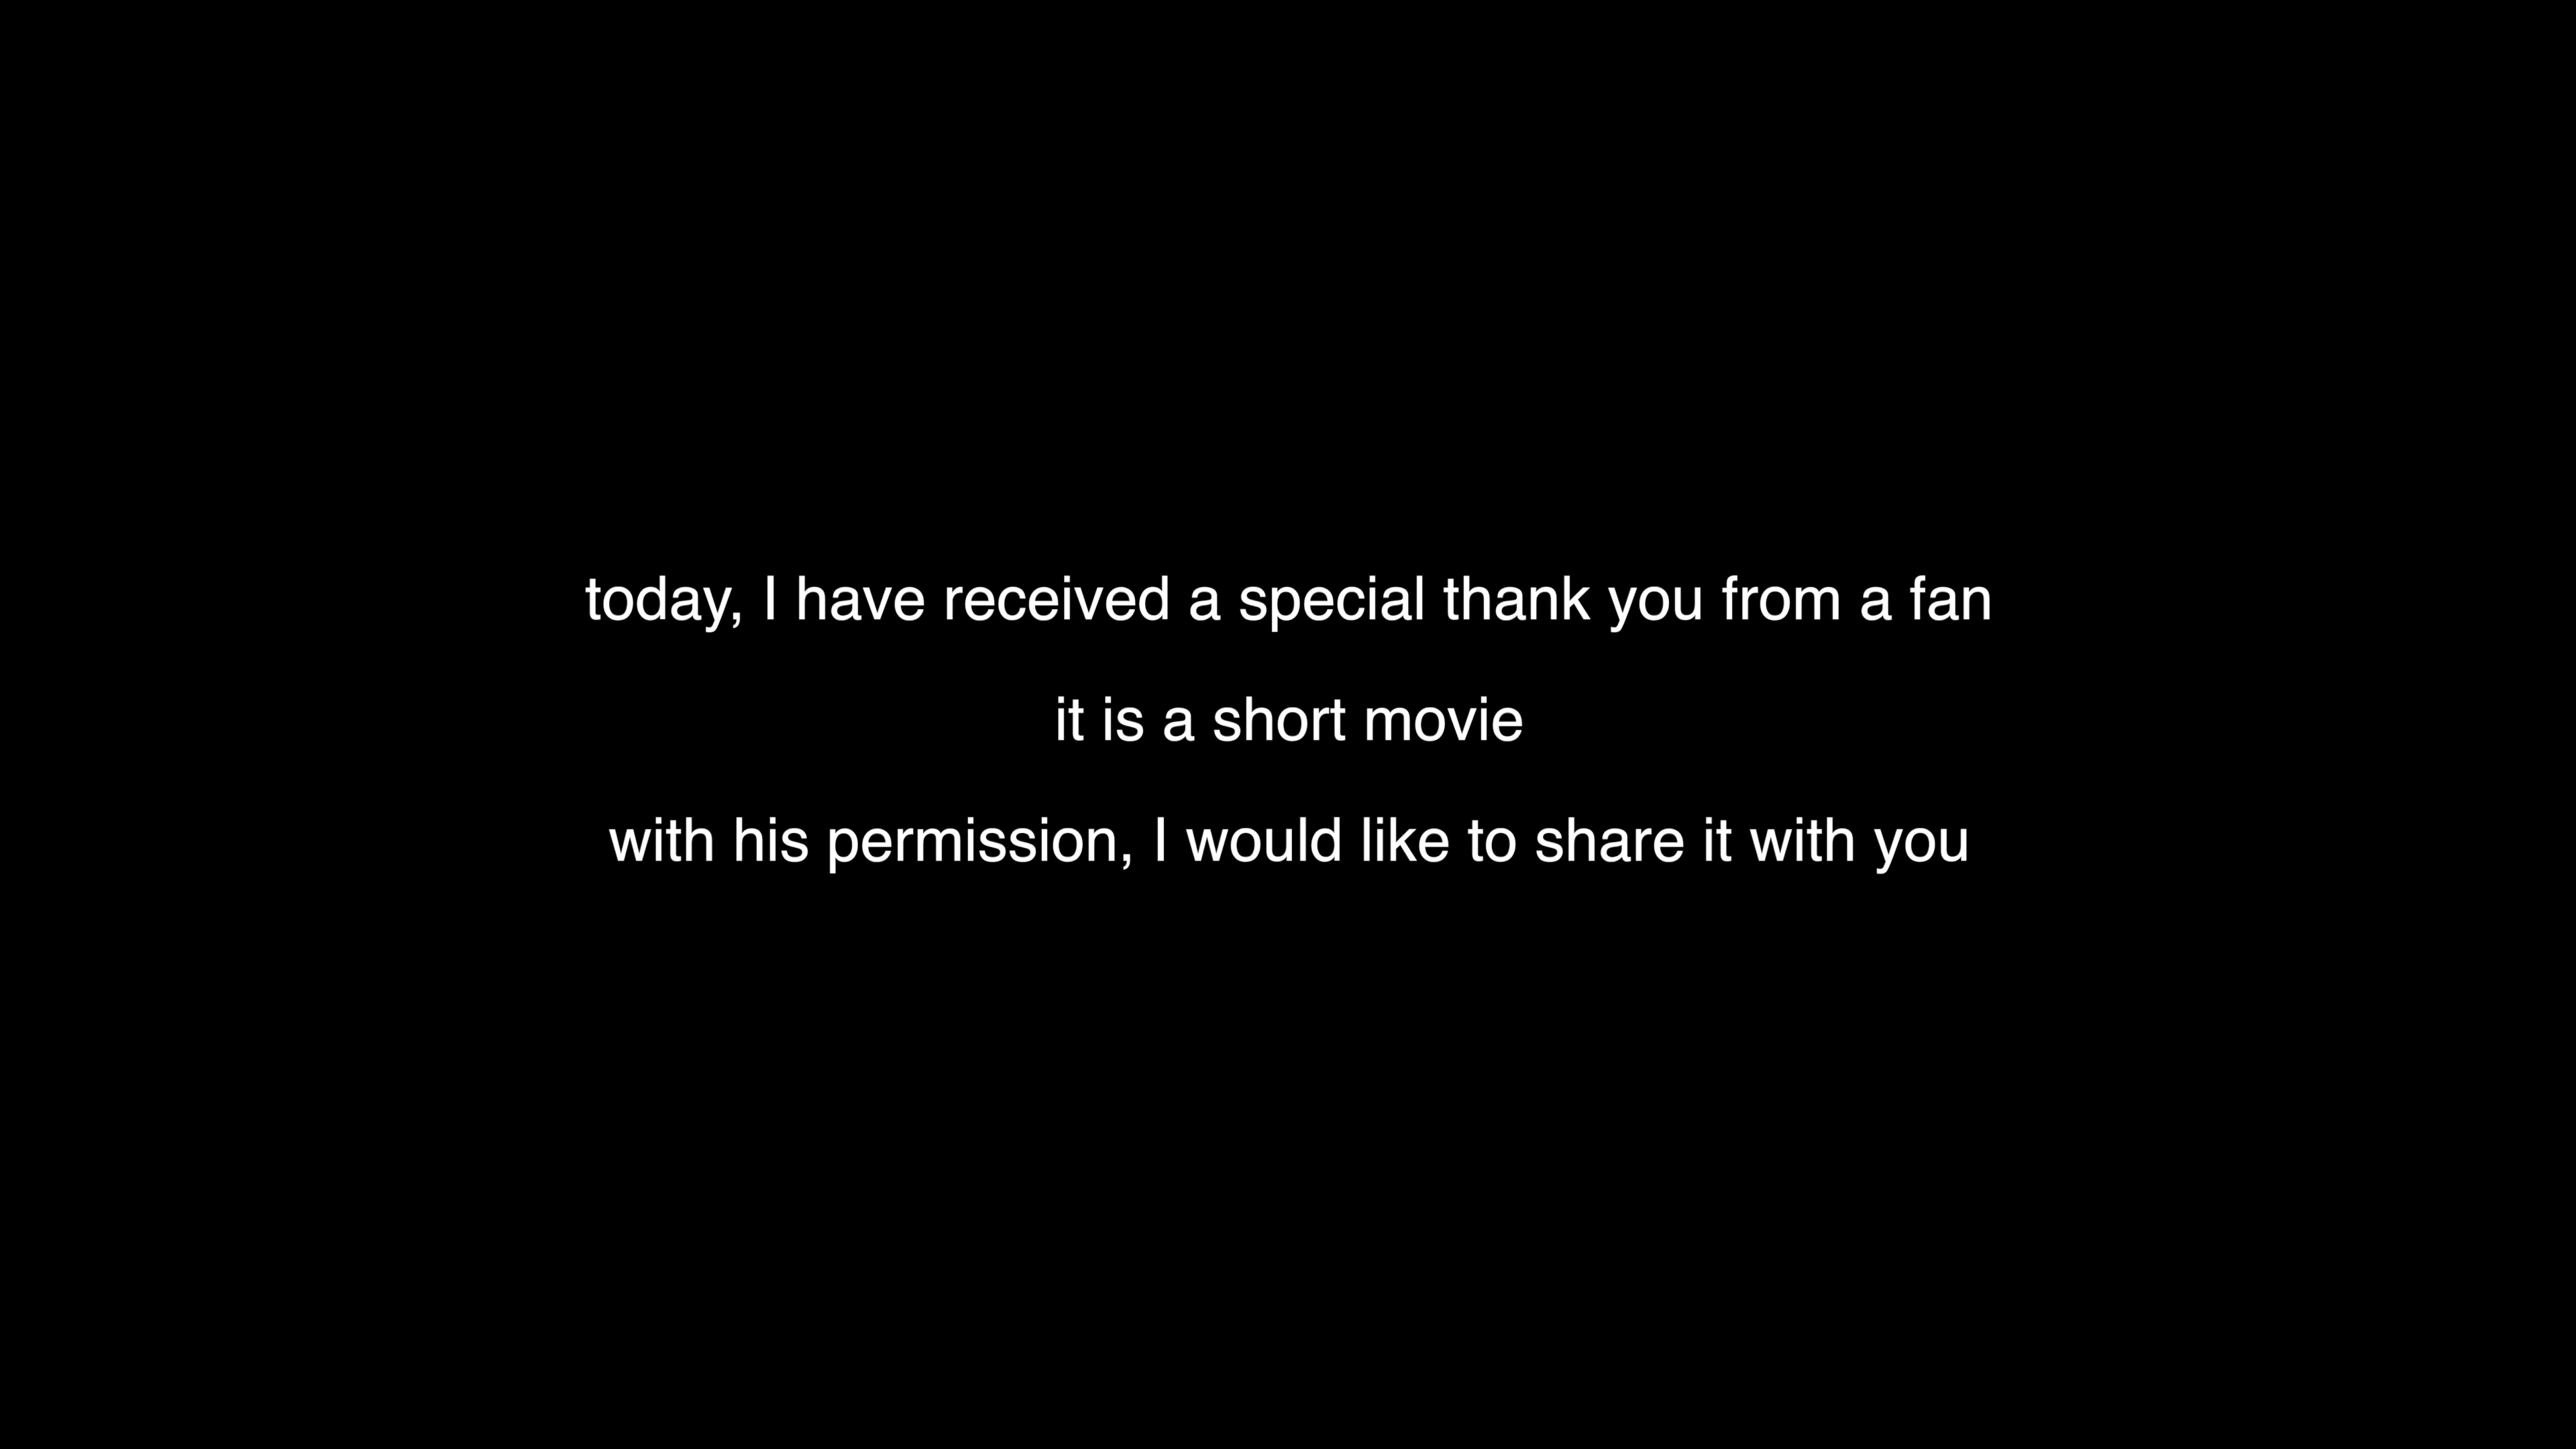 today, I have received a special thank you from a fan
it is a short movie
with his permission, I would like to share it with you